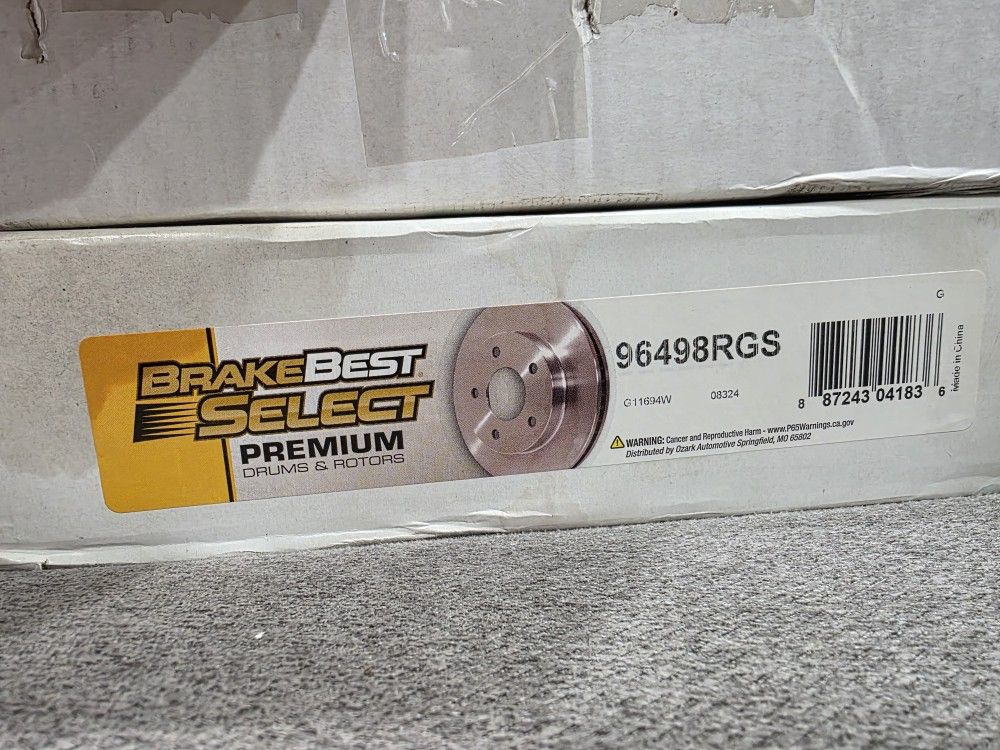 BRAKEBEST®
SELECT
PREMIUM
DRUMS & ROTORS
96498RGS
G11694W 08324
G
8 87243 04183 6
Made in China
WARNING: Cancer and Reproductive Harm - www.P65Warnings.ca.gov
Distributed by Ozark Automotive Springfield, MO 65802